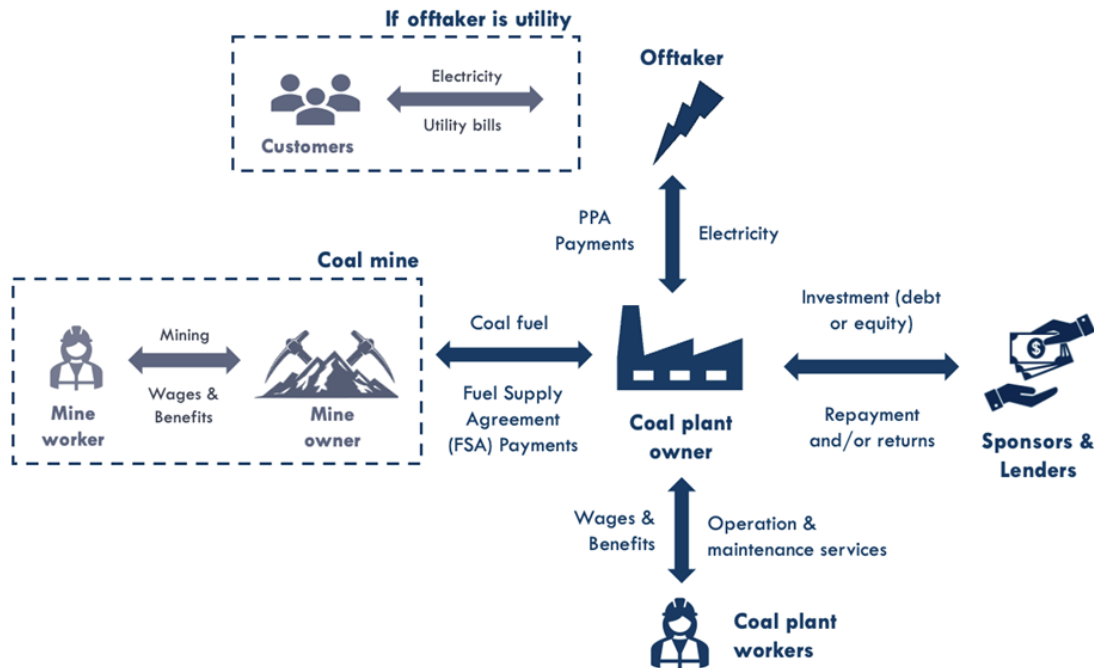 If offtaker is utility
Electricity
Utility bills
Customers
Offtaker
PPA
Payments
Electricity
Coal mine
Mining
Wages &
Benefits
Mine
worker
Mine
owner
Coal fuel
Fuel Supply
Agreement
(FSA) Payments
Coal plant
owner
Investment (debt
or equity)
Repayment
and/or returns
$
Sponsors &
Lenders
Wages &
Benefits
Operation &
maintenance services
Coal plant
workers